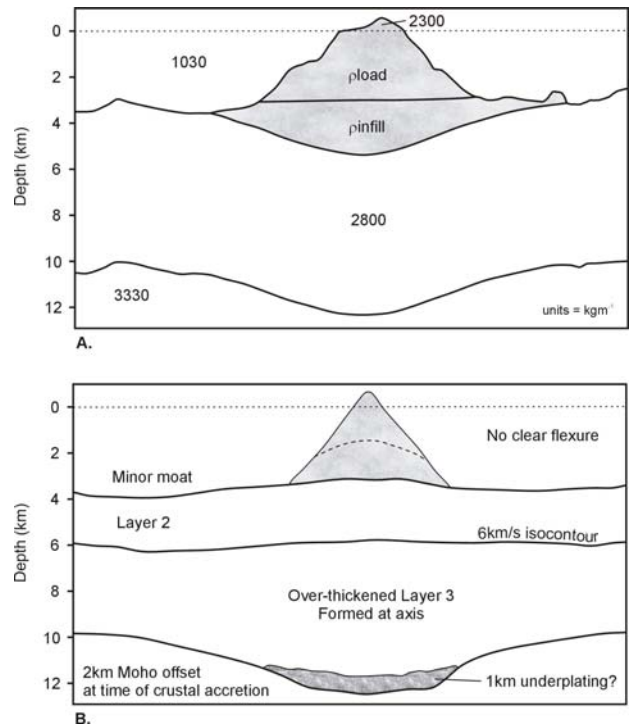 0
2
4
6
8
10
12
Depth (km)
2300
1030
ρload
ρinfill
2800
3330
units = kgm⁻³
A.
0
2
4
6
8
10
12
Depth (km)
No clear flexure
Minor moat
Layer 2
6km/s isocontour
Over-thickened Layer 3
Formed at axis
2km Moho offset
at time of crustal accretion
1km underplating?
B.